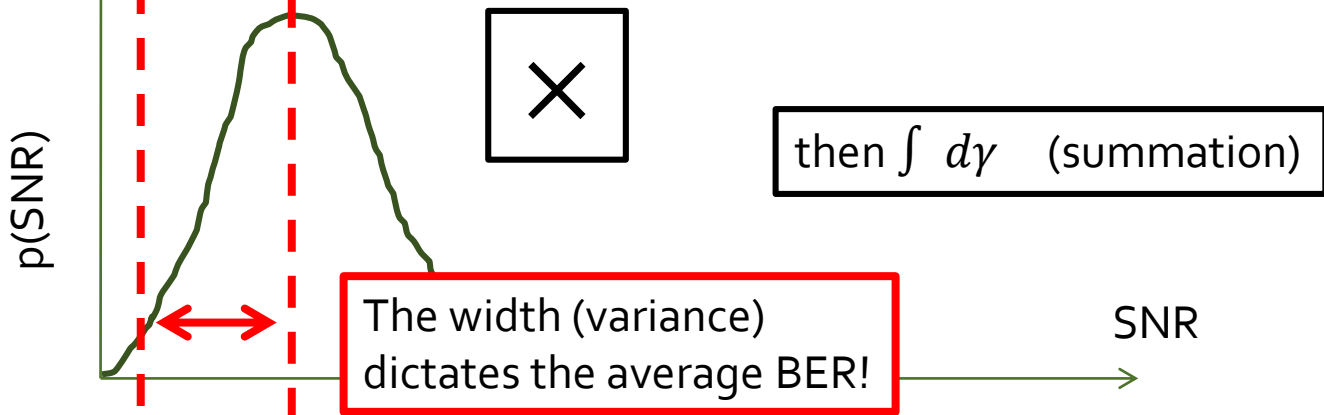 p(SNR)
×
then ∫ dγ (summation)
The width (variance)
dictates the average BER!
SNR